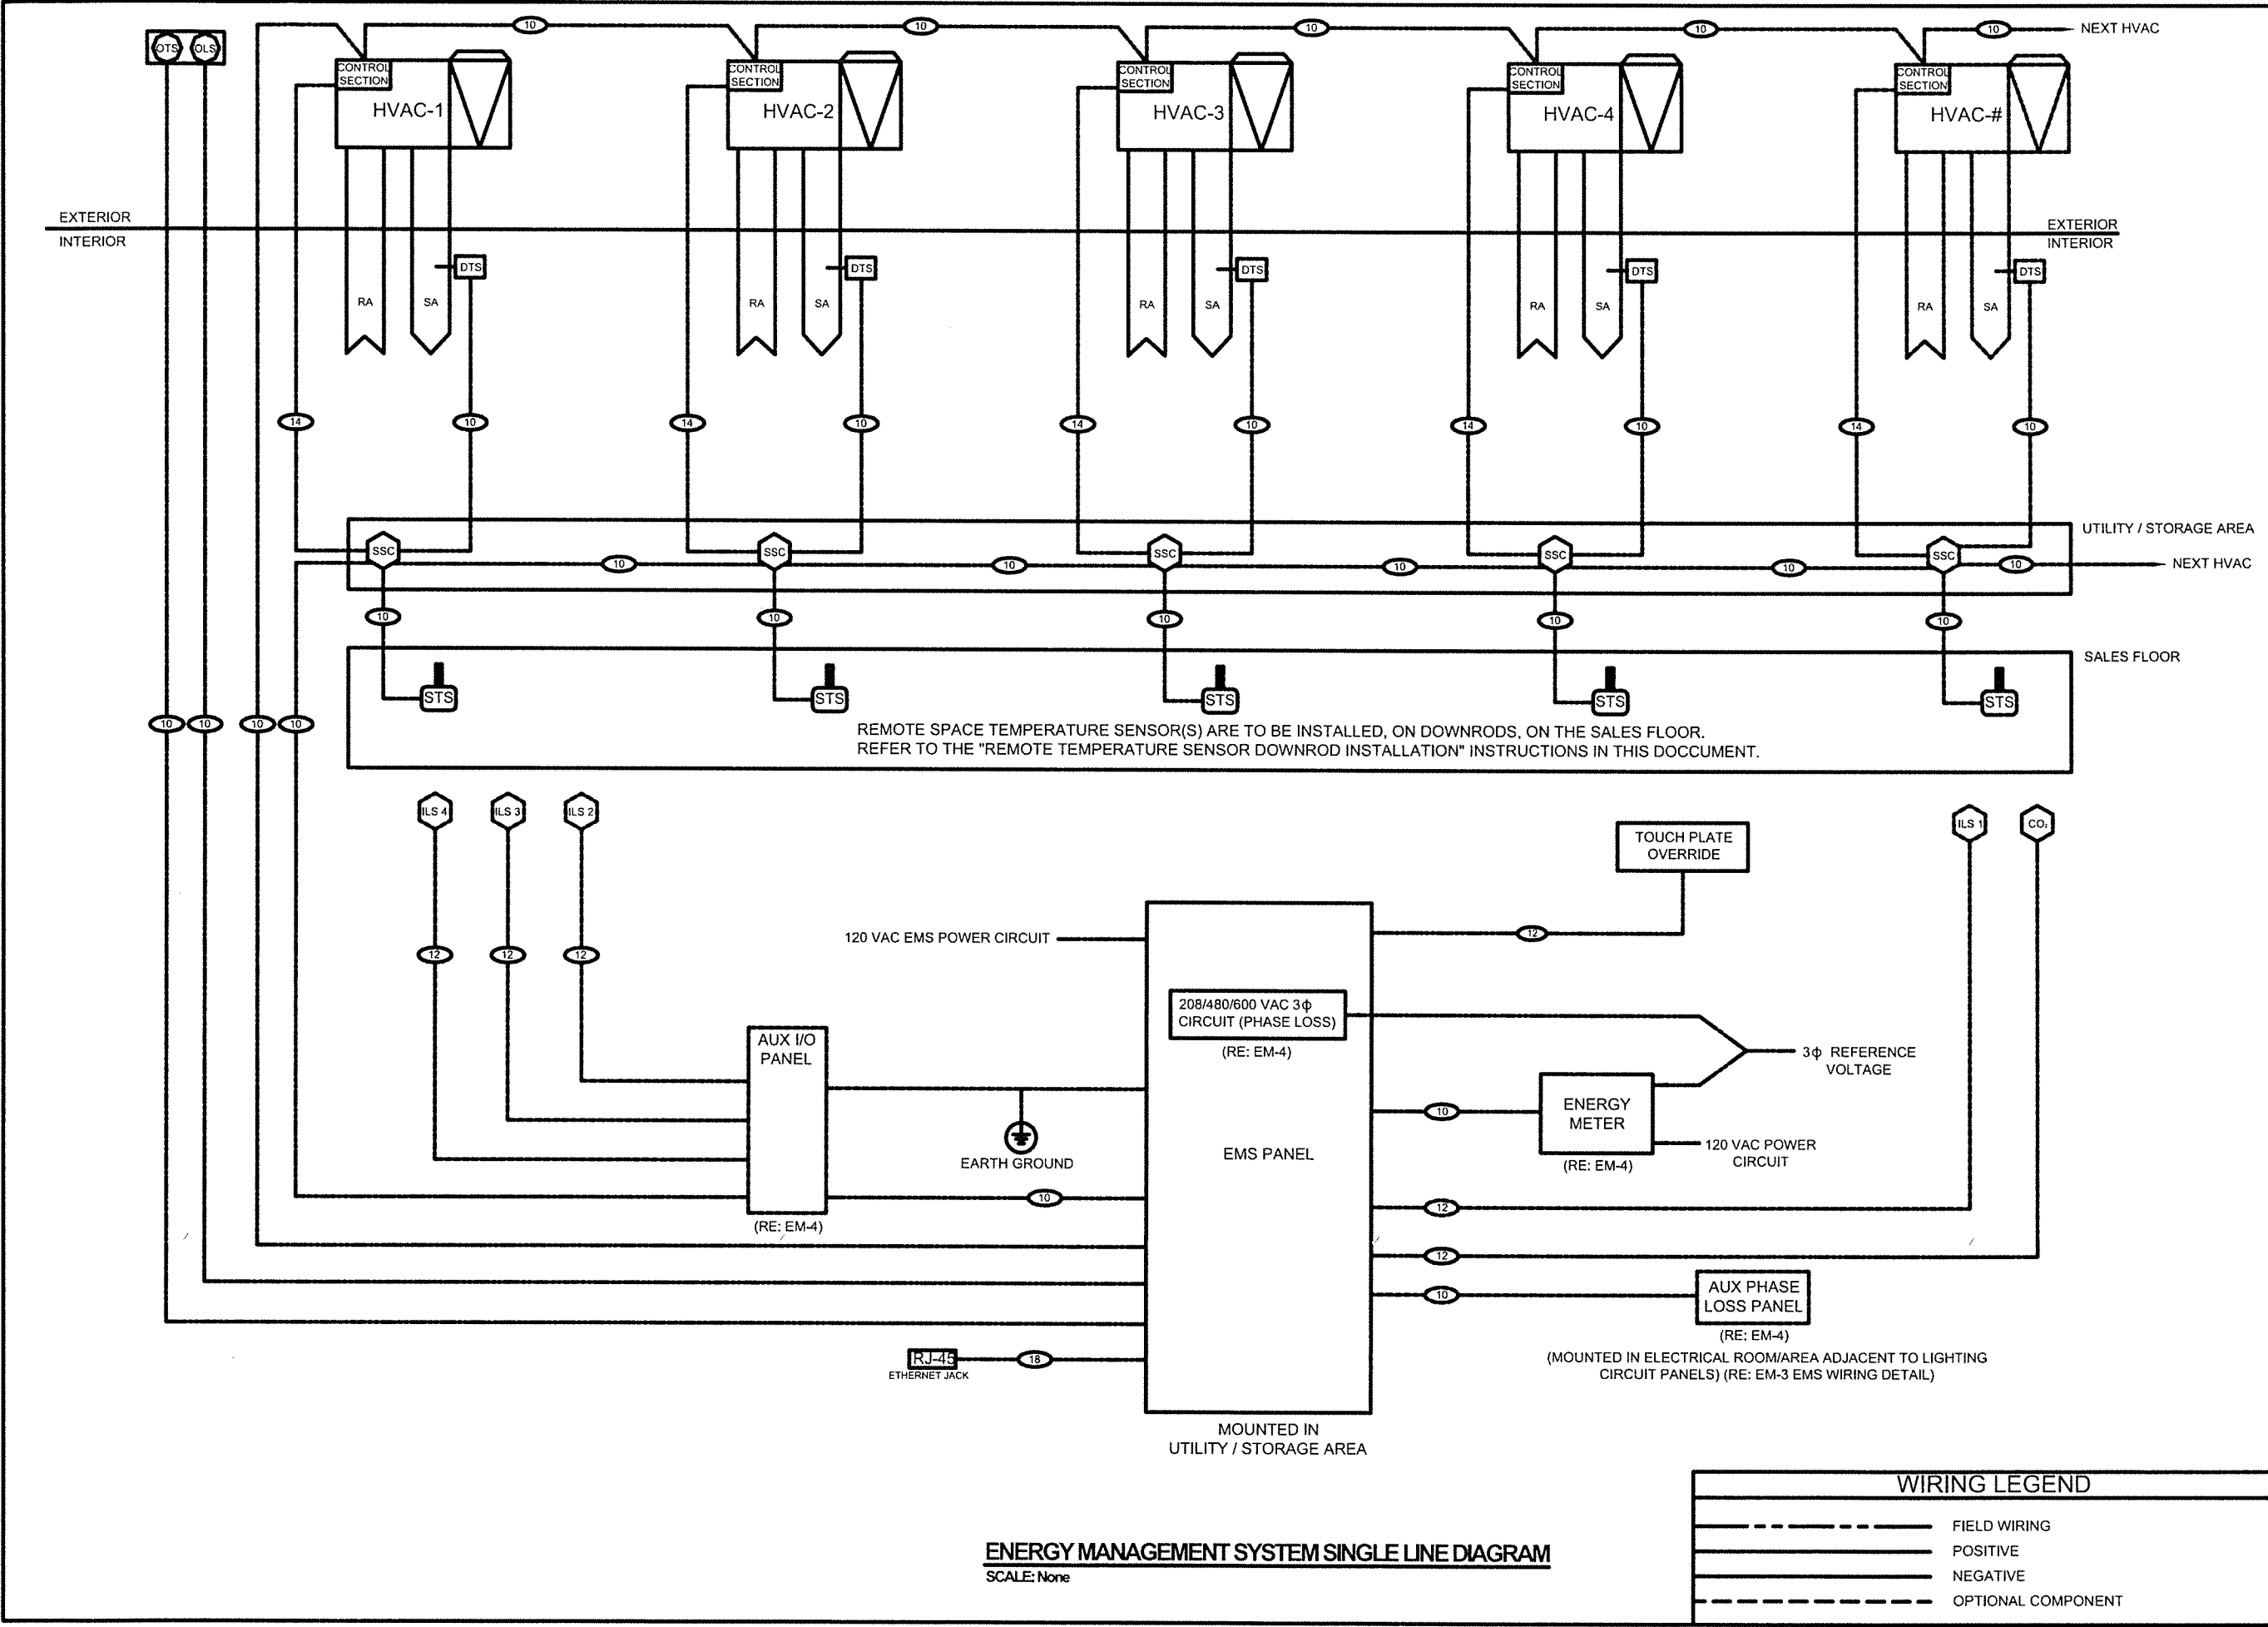 10
10
10
10
10
NEXT HVAC
OTS
OLS
CONTROL
SECTION
HVAC-1
CONTROL
SECTION
HVAC-2
CONTROL
SECTION
HVAC-3
CONTROL
SECTION
HVAC-4
CONTROL
SECTION
HVAC-#
EXTERIOR
INTERIOR
EXTERIOR
INTERIOR
RA
SA
DTS
RA
SA
DTS
RA
SA
DTS
RA
SA
DTS
RA
SA
DTS
14
10
14
10
14
10
14
10
14
10
UTILITY / STORAGE AREA
SSC
SSC
SSC
SSC
SSC
10
10
10
10
10
NEXT HVAC
10
10
10
10
10
SALES FLOOR
STS
STS
STS
STS
STS
10
10
10
10
REMOTE SPACE TEMPERATURE SENSOR(S) ARE TO BE INSTALLED, ON DOWNRODS, ON THE SALES FLOOR.
REFER TO THE "REMOTE TEMPERATURE SENSOR DOWNROD INSTALLATION" INSTRUCTIONS IN THIS DOCCUMENT.
ILS 4
ILS 3
ILS 2
ILS 1
CO₂
TOUCH PLATE
OVERRIDE
12
12
12
120 VAC EMS POWER CIRCUIT
12
208/480/600 VAC 3ϕ
CIRCUIT (PHASE LOSS)
(RE: EM-4)
3ϕ REFERENCE
VOLTAGE
AUX I/O
PANEL
(RE: EM-4)
EARTH GROUND
10
EMS PANEL
10
ENERGY
METER
(RE: EM-4)
120 VAC POWER
CIRCUIT
12
12
10
AUX PHASE
LOSS PANEL
(RE: EM-4)
(MOUNTED IN ELECTRICAL ROOM/AREA ADJACENT TO LIGHTING
CIRCUIT PANELS) (RE: EM-3 EMS WIRING DETAIL)
RJ-45
ETHERNET JACK
18
MOUNTED IN
UTILITY / STORAGE AREA
ENERGY MANAGEMENT SYSTEM SINGLE LINE DIAGRAM
SCALE: None
WIRING LEGEND
FIELD WIRING
POSITIVE
NEGATIVE
OPTIONAL COMPONENT